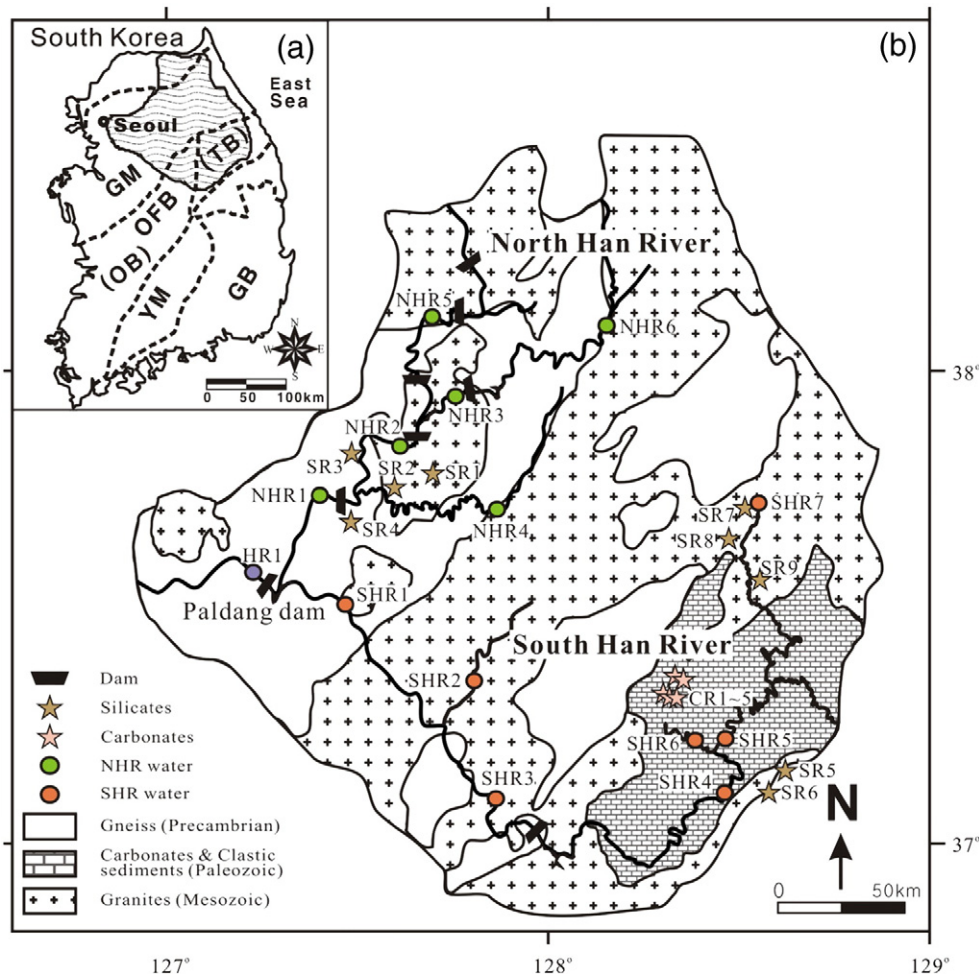 South Korea
(a)
East
Sea
Seoul
(TB)
GM
OFB
(OB)
YM
GB
N
W E
S
0 50 100km
(b)
North Han River
NHR5
NHR6
38°
NHR3
NHR2
SR3
SR2
SR1
NHR1
SR4
NHR4
SHR7
SR7
SR8
SR9
HR1
SHR1
Paldang dam
South Han River
SHR2
CR1~5
SHR6
SHR5
SHR3
SHR4
SR5
SR6
Dam
Silicates
Carbonates
NHR water
SHR water
Gneiss (Precambrian)
Carbonates & Clastic
sediments (Paleozoic)
Granites (Mesozoic)
N
37°
0 50km
127°
128°
129°